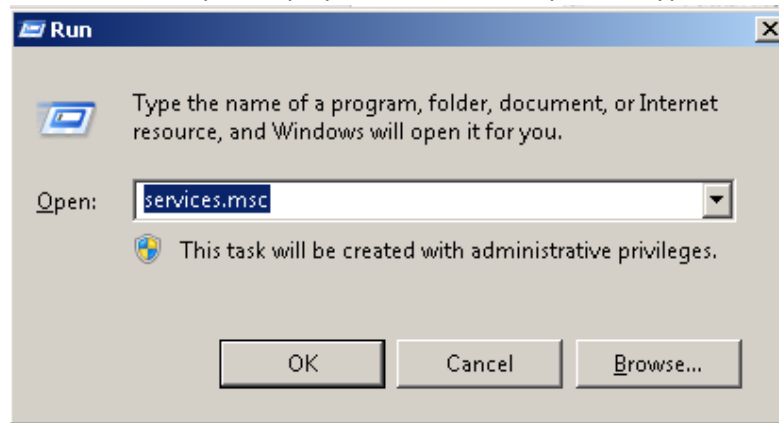 Run
Type the name of a program, folder, document, or Internet
resource, and Windows will open it for you.
Open:
services.msc
This task will be created with administrative privileges.
OK
Cancel
Browse...